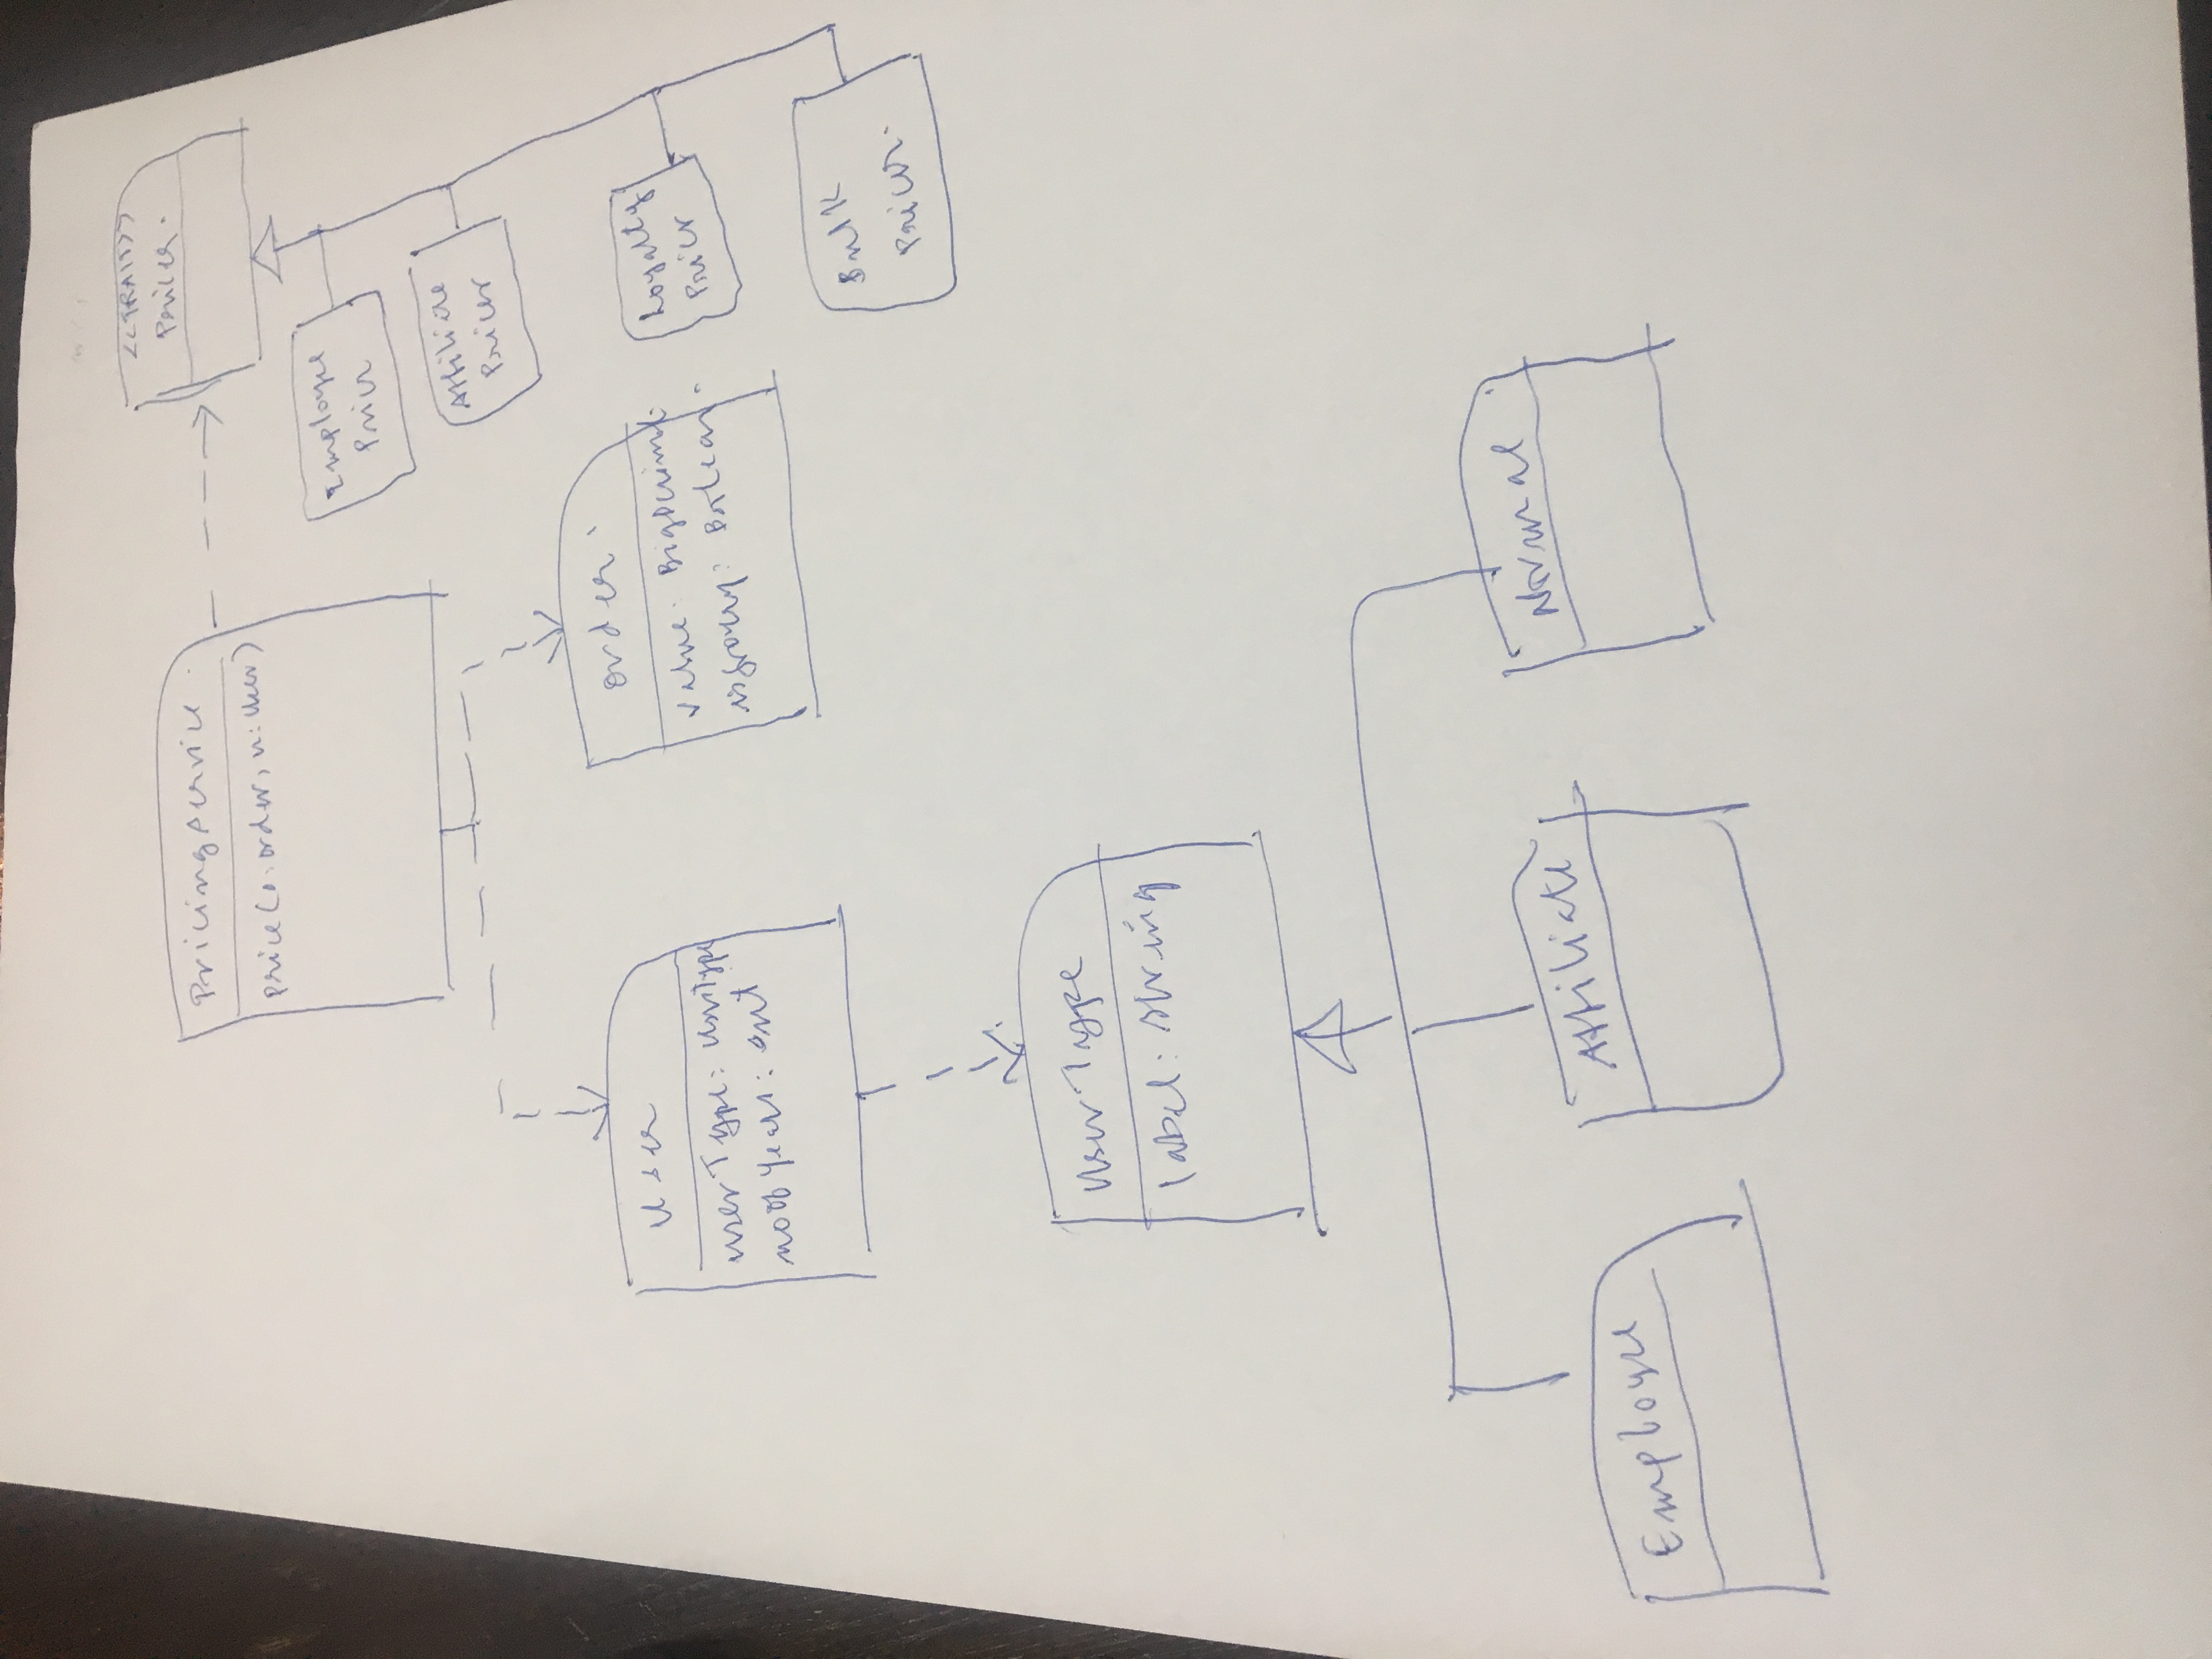 <<TRAIT>>
Pricer.
PricingService
Price(o:order, u:User)
Employee
Pricer
Affiliate
Pricer
User
userType: UserType
noOfYears: Int
order
value: BigDecimal
isGrocery: Boolean
Loyalty
Pricer
Bulk
Pricer.
UserType
label: String
Employee
Affiliate
Normal